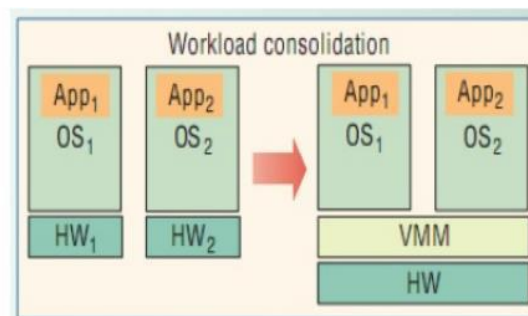 Workload consolidation
App₁ App₂ App₁ App₂
OS₁ OS₂ OS₁ OS₂
HW₁ HW₂ VMM
HW